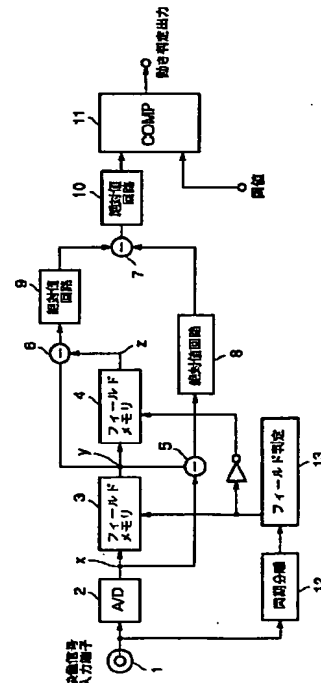 映像信号
入力端子
1
2
A/D
x
3
フィールド
メモリ
y
4
フィールド
メモリ
z
5
6
7
8
絶対値回路
9
絶対値
回路
10
絶対値
回路
11
COMP
動き判定出力
閾値
12
同期分離
13
フィールド判定